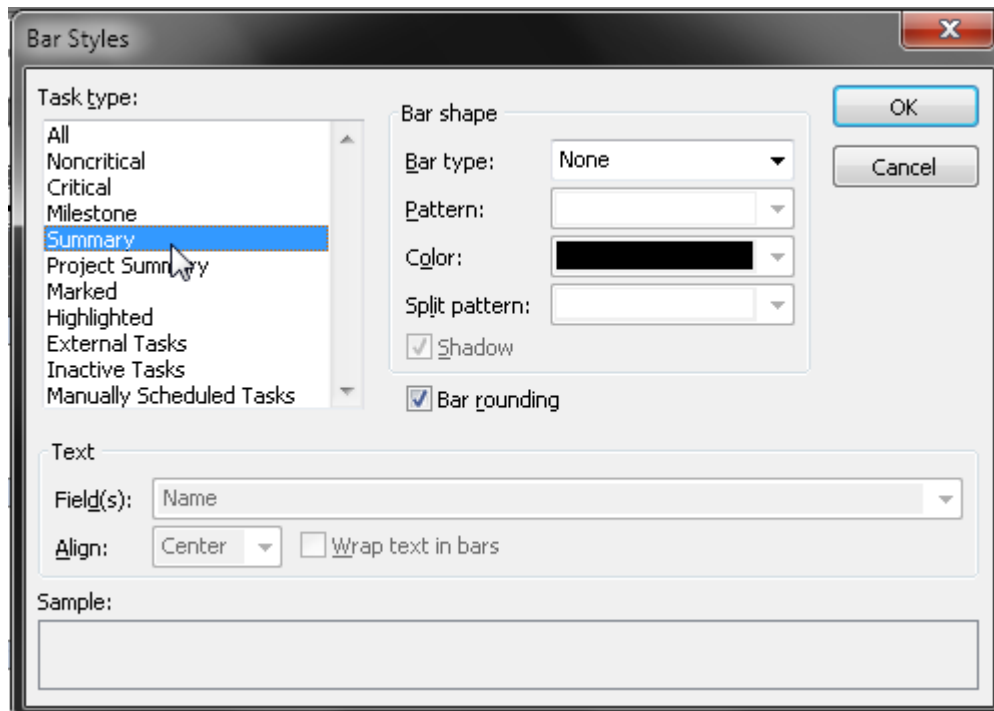 Bar Styles
Task type:
All
Noncritical
Critical
Milestone
Summary
Project Summary
Marked
Highlighted
External Tasks
Inactive Tasks
Manually Scheduled Tasks
Bar shape
Bar type: None
Pattern:
Color:
Split pattern:
Shadow
Bar rounding
OK
Cancel
Text
Field(s): Name
Align: Center Wrap text in bars
Sample: